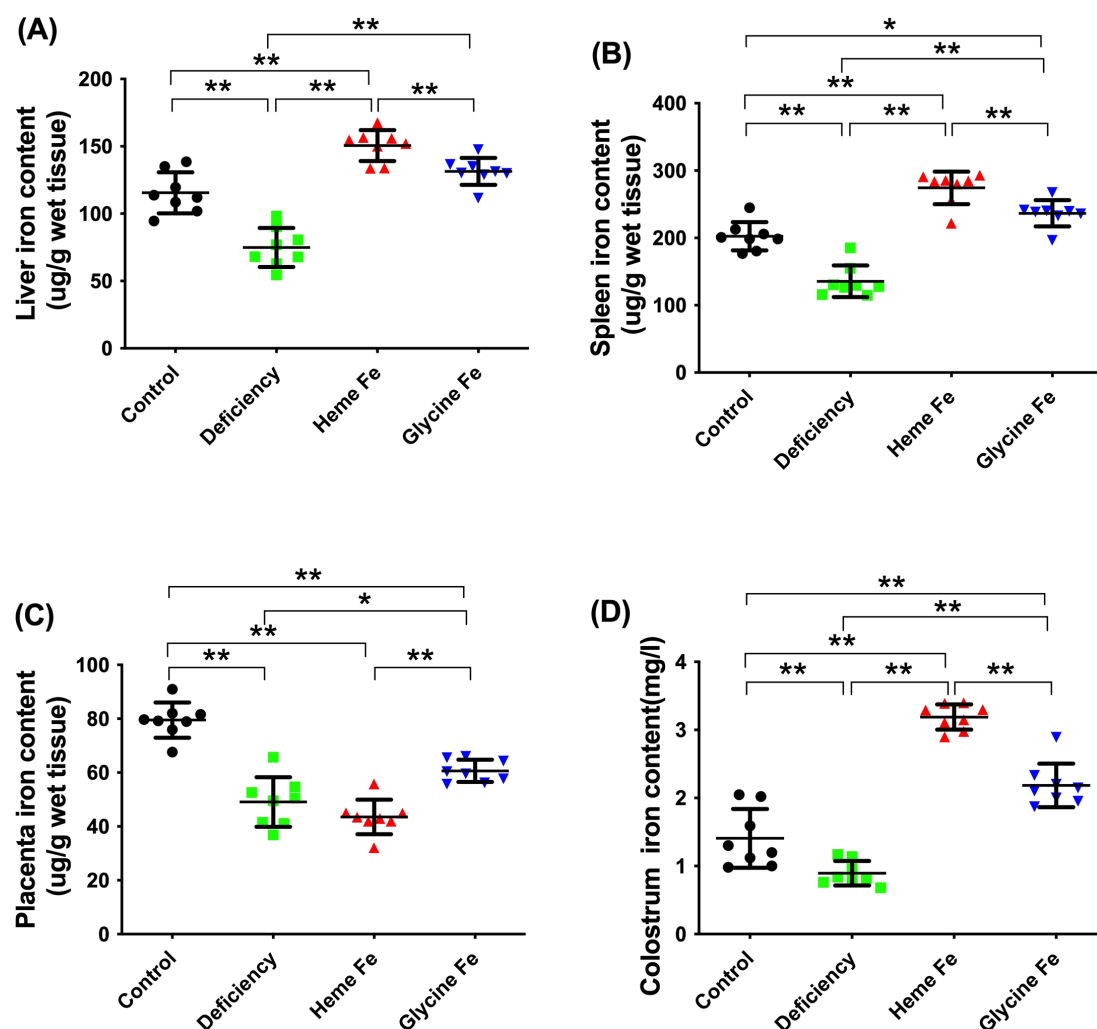 (A)
**
**
**
**
**
Liver iron content
(ug/g wet tissue)
200
150
100
50
0
Control
Deficiency
Heme Fe
Glycine Fe
(B)
*
**
**
**
**
**
Spleen iron content
(ug/g wet tissue)
400
300
200
100
0
Control
Deficiency
Heme Fe
Glycine Fe
(C)
**
*
**
**
**
Placenta iron content
(ug/g wet tissue)
100
80
60
40
20
0
Control
Deficiency
Heme Fe
Glycine Fe
(D)
**
**
**
**
**
**
Colostrum iron content(mg/l)
4
3
2
1
0
Control
Deficiency
Heme Fe
Glycine Fe